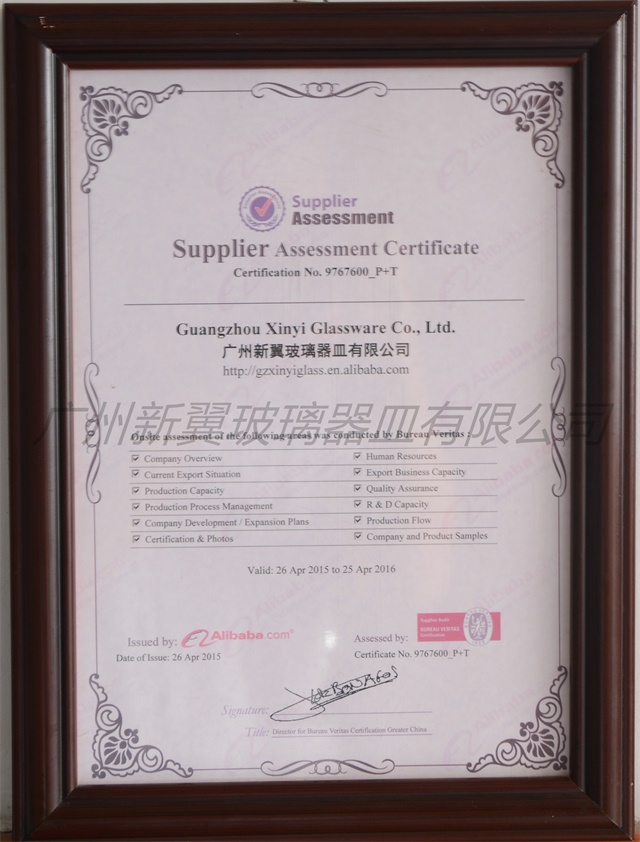 Supplier
Assessment
Supplier Assessment Certificate
Certification No. 9767600_P+T
Guangzhou Xinyi Glassware Co., Ltd.
广州新翼玻璃器皿有限公司
http://gzxinyiglass.en.alibaba.com
广州新翼玻璃器皿有限公司
Onsite assessment of the following areas was conducted by Bureau Veritas :
Company Overview
Human Resources
Current Export Situation
Export Business Capacity
Production Capacity
Quality Assurance
Production Process Management
R & D Capacity
Company Development / Expansion Plans
Production Flow
Certification & Photos
Company and Product Samples
Valid: 26 Apr 2015 to 25 Apr 2016
Issued by: Alibaba.com®
Assessed by:
Supplier Audit
BUREAU VERITAS
Certification
Date of Issue: 26 Apr 2015
Certificate No. 9767600_P+T
Signature:
Title: Director for Bureau Veritas Certification Greater China